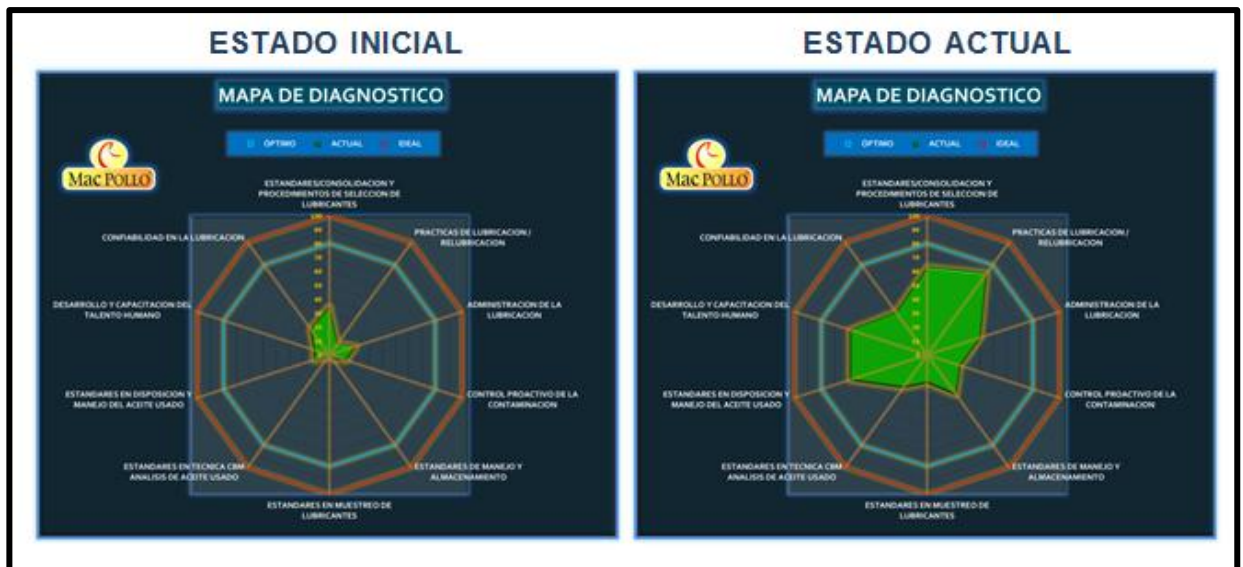 ESTADO INICIAL
MAPA DE DIAGNOSTICO
ÓPTIMO ACTUAL IDEAL
Mac POLLO
ESTANDARES/CONSOLIDACION Y
PROCEDIMIENTOS DE SELECCION DE
LUBRICANTES
CONFIABILIDAD EN LA LUBRICACION
PRACTICAS DE LUBRICACION /
RELUBRICACION
DESARROLLO Y CAPACITACION DEL
TALENTO HUMANO
ADMINISTRACION DE LA
LUBRICACION
ESTANDARES EN DISPOSICION Y
MANEJO DEL ACEITE USADO
CONTROL PROACTIVO DE LA
CONTAMINACION
ESTANDARES EN TECNICA CBM
ANALISIS DE ACEITE USADO
ESTANDARES DE MANEJO Y
ALMACENAMIENTO
ESTANDARES EN MUESTREO DE
LUBRICANTES
ESTADO ACTUAL
MAPA DE DIAGNOSTICO
ÓPTIMO ACTUAL IDEAL
Mac POLLO
ESTANDARES/CONSOLIDACION Y
PROCEDIMIENTOS DE SELECCION DE
LUBRICANTES
CONFIABILIDAD EN LA LUBRICACION
PRACTICAS DE LUBRICACION /
RELUBRICACION
DESARROLLO Y CAPACITACION DEL
TALENTO HUMANO
ADMINISTRACION DE LA
LUBRICACION
ESTANDARES EN DISPOSICION Y
MANEJO DEL ACEITE USADO
CONTROL PROACTIVO DE LA
CONTAMINACION
ESTANDARES EN TECNICA CBM
ANALISIS DE ACEITE USADO
ESTANDARES DE MANEJO Y
ALMACENAMIENTO
ESTANDARES EN MUESTREO DE
LUBRICANTES